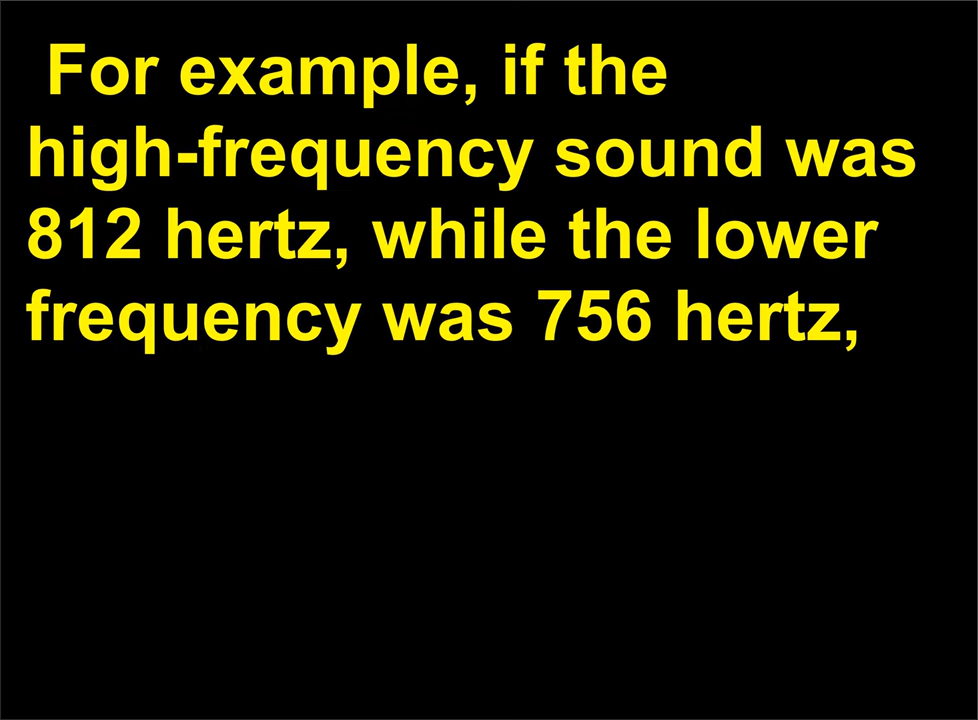 For example, if the
high-frequency sound was
812 hertz, while the lower
frequency was 756 hertz,